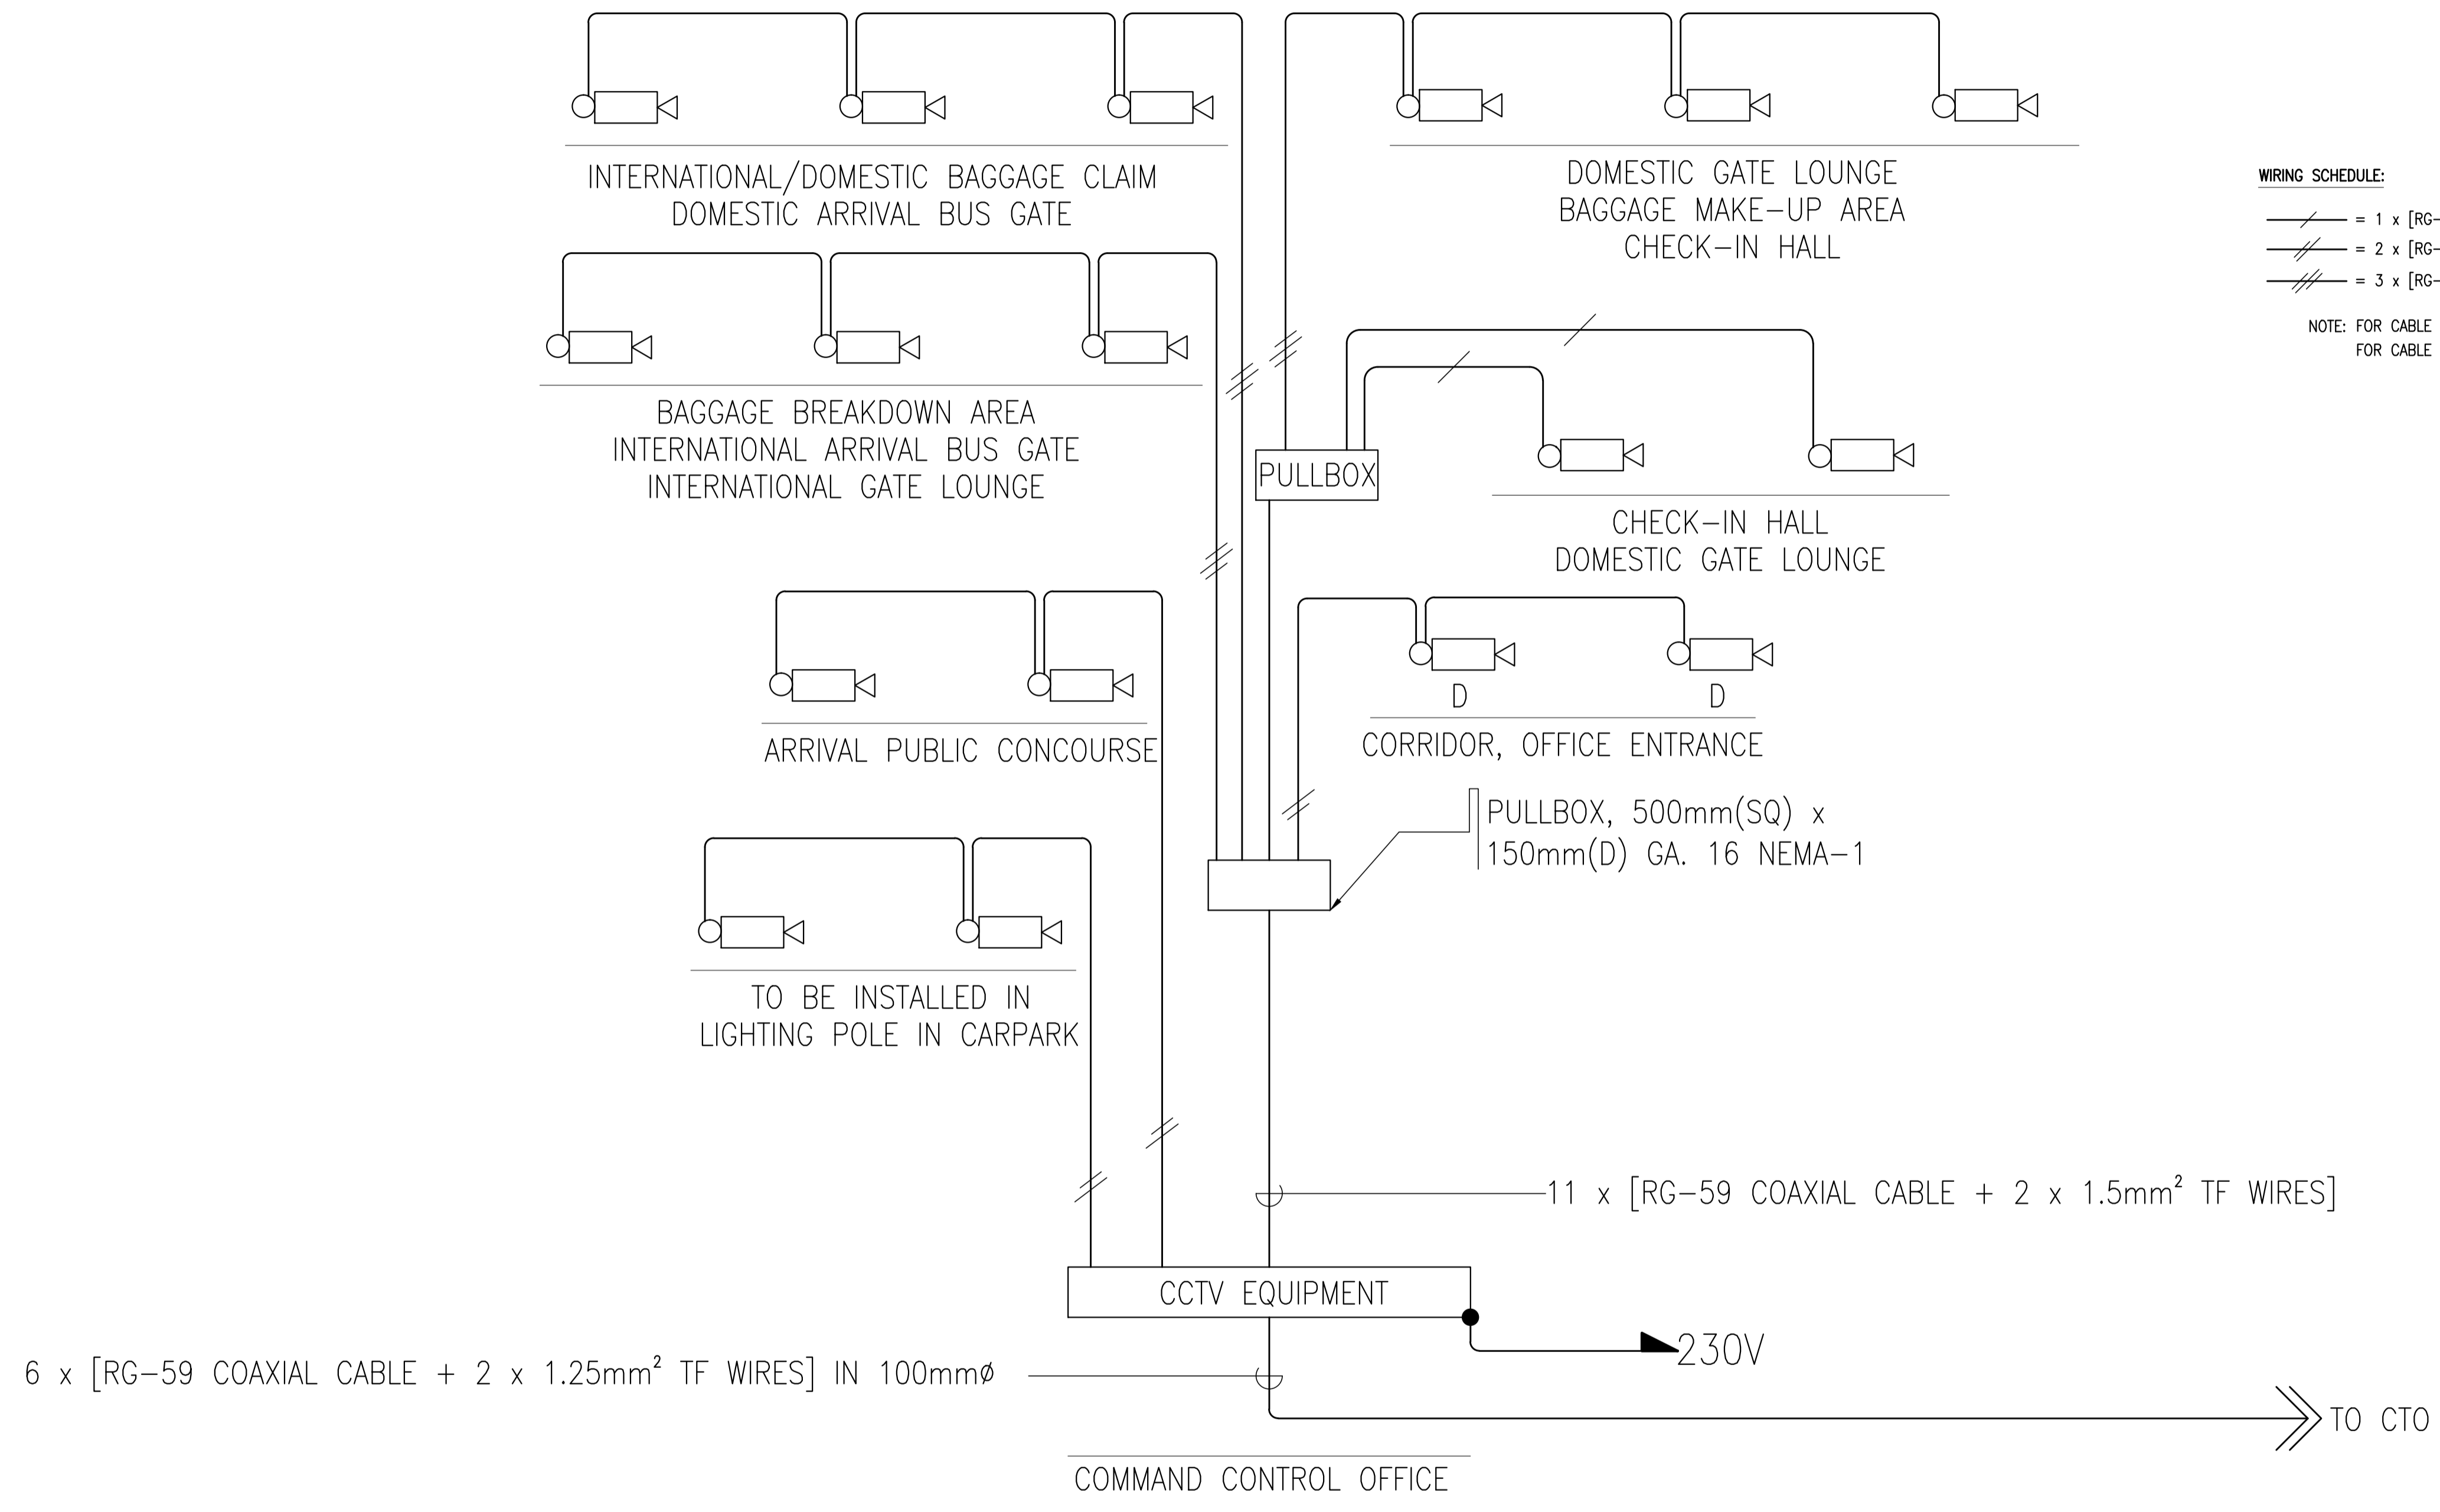 INTERNATIONAL/DOMESTIC BAGGAGE CLAIM
DOMESTIC ARRIVAL BUS GATE
DOMESTIC GATE LOUNGE
BAGGAGE MAKE-UP AREA
CHECK-IN HALL
WIRING SCHEDULE:
= 1 x [RG-
= 2 x [RG-
= 3 x [RG-
NOTE: FOR CABLE
FOR CABLE
BAGGAGE BREAKDOWN AREA
INTERNATIONAL ARRIVAL BUS GATE
INTERNATIONAL GATE LOUNGE
PULLBOX
CHECK-IN HALL
DOMESTIC GATE LOUNGE
D
D
CORRIDOR, OFFICE ENTRANCE
ARRIVAL PUBLIC CONCOURSE
PULLBOX, 500mm(SQ) x
150mm(D) GA. 16 NEMA-1
TO BE INSTALLED IN
LIGHTING POLE IN CARPARK
11 x [RG-59 COAXIAL CABLE + 2 x 1.5mm² TF WIRES]
CCTV EQUIPMENT
230V
6 x [RG-59 COAXIAL CABLE + 2 x 1.25mm² TF WIRES] IN 100mmø
TO CTO
COMMAND CONTROL OFFICE